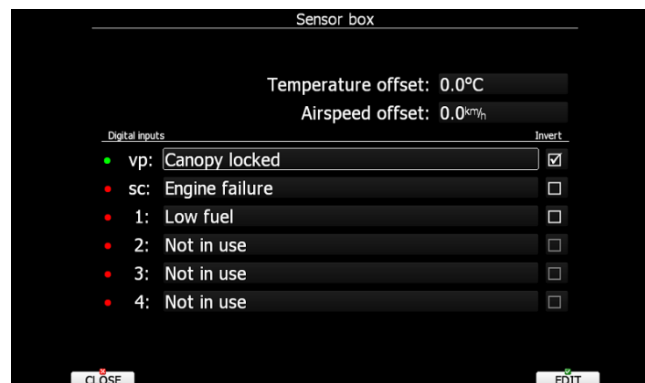 Sensor box
Temperature offset: 0.0°C
Airspeed offset: 0.0km/h
Digital inputs Invert
vp: Canopy locked
sc: Engine failure
1: Low fuel
2: Not in use
3: Not in use
4: Not in use
CLOSE EDIT